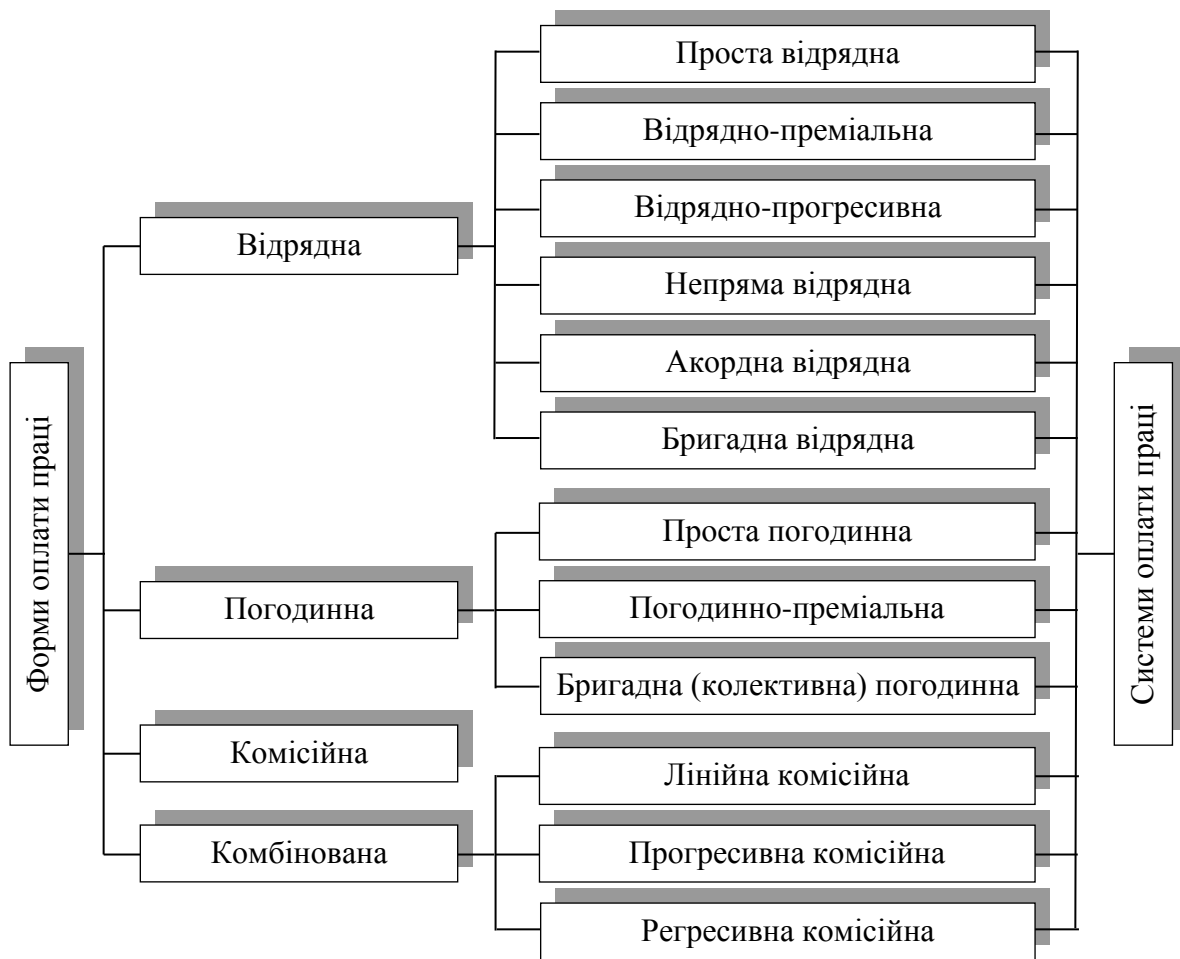 Форми оплати праці
Відрядна
Погодинна
Комісійна
Комбінована
Проста відрядна
Відрядно-преміальна
Відрядно-прогресивна
Непряма відрядна
Акордна відрядна
Бригадна відрядна
Проста погодинна
Погодинно-преміальна
Бригадна (колективна) погодинна
Лінійна комісійна
Прогресивна комісійна
Регресивна комісійна
Системи оплати праці